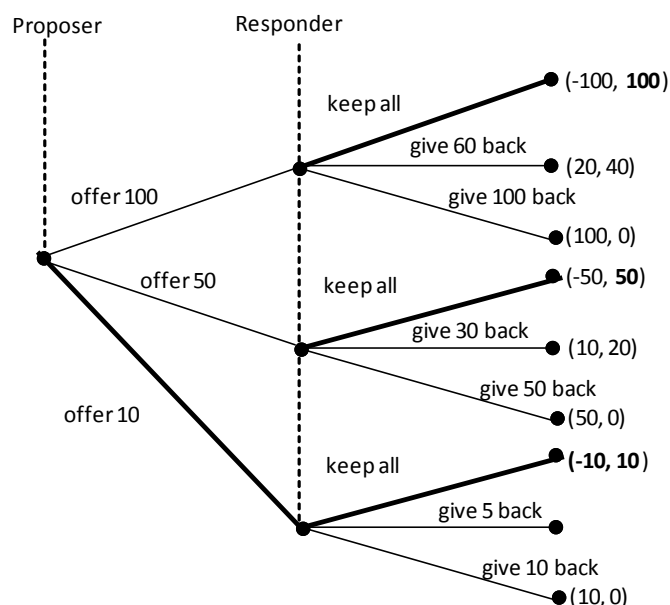 Proposer
Responder
keep all
(-100, 100)
give 60 back
(20, 40)
offer 100
give 100 back
(100, 0)
offer 50
keep all
(-50, 50)
give 30 back
(10, 20)
give 50 back
(50, 0)
offer 10
keep all
(-10, 10)
give 5 back
give 10 back
(10, 0)